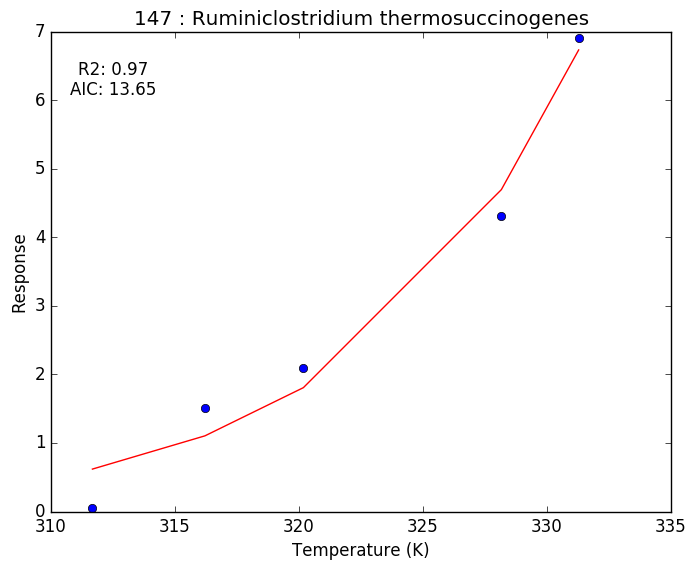 147 : Ruminiclostridium thermosuccinogenes
R2: 0.97
AIC: 13.65
7
6
5
4
3
2
1
0
Response
310
315
320
325
330
335
Temperature (K)